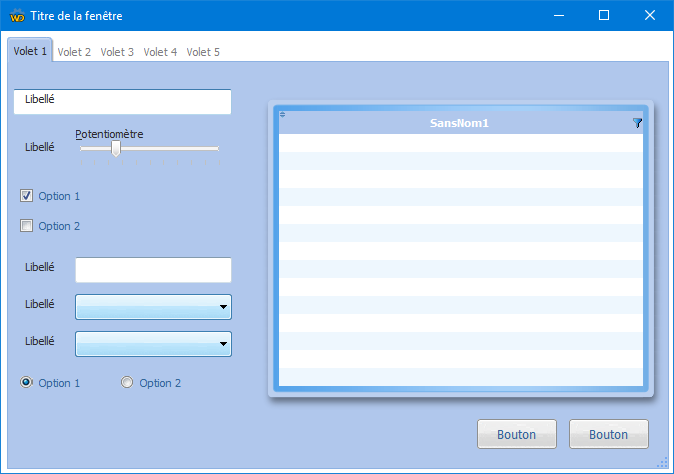 WD Titre de la fenêtre
Volet 1 Volet 2 Volet 3 Volet 4 Volet 5
Libellé
Libellé Potentiomètre
Option 1
Option 2
Libellé
Libellé
Libellé
Option 1 Option 2
SansNom1
Bouton Bouton